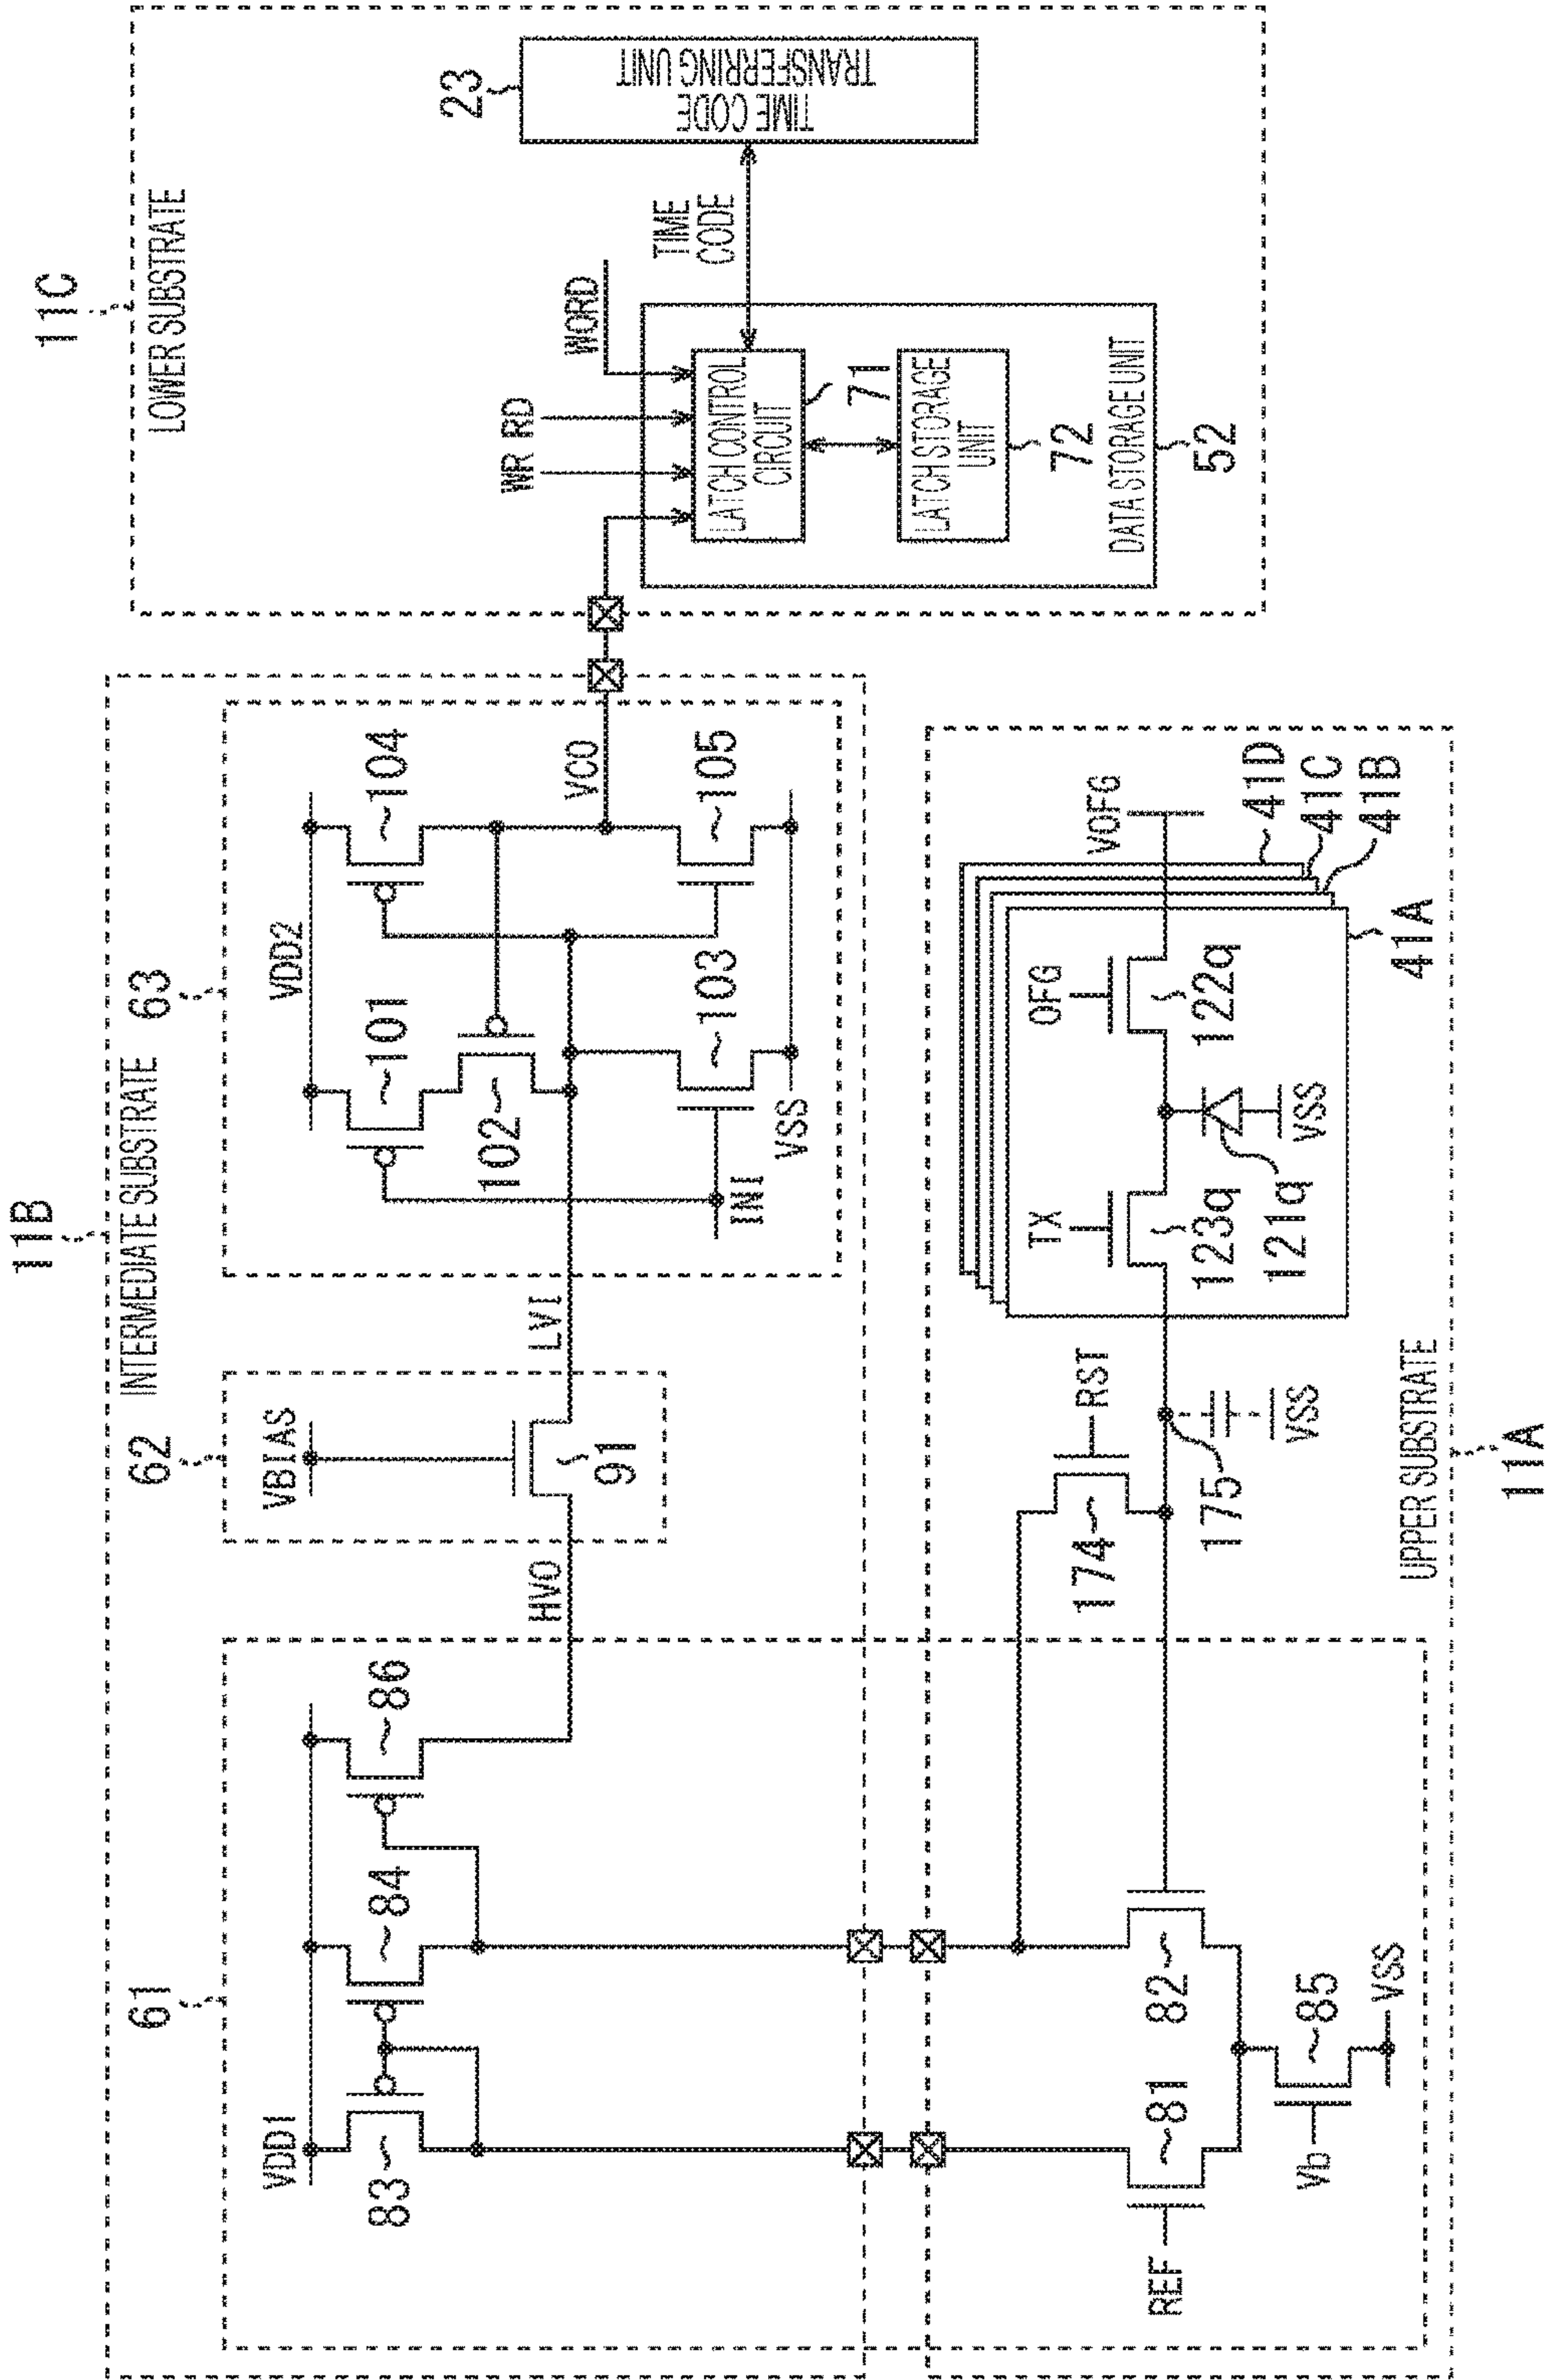 11B
INTERMEDIATE SUBSTRATE
61
VDD1
83
84
86
HVO
62
VBIAS
91
LVI
63
VDD2
101
102
103
104
105
INI
VSS
VCO
11C
LOWER SUBSTRATE
WR RD
WORD
LATCH CONTROL
CIRCUIT
71
LATCH STORAGE
UNIT
72
DATA STORAGE UNIT
52
TIME
CODE
23
TIME CODE
TRANSFERRING UNIT
REF
81
82
Vb
85
VSS
174
RST
175
VSS
TX
123q
121q
VSS
OFG
122q
VOFG
41D
41C
41B
41A
UPPER SUBSTRATE
11A